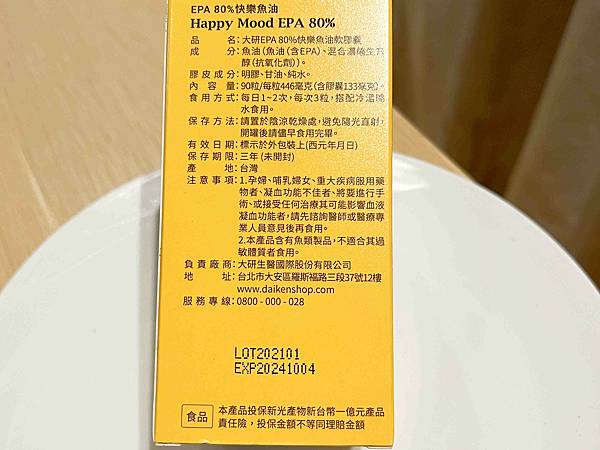 EPA 80%快樂魚油
Happy Mood EPA 80%
品名:大研EPA 80%快樂魚油軟膠囊
成分:魚油(魚油(含EPA)、混合濃縮生育
醇(抗氧化劑))。
膠皮成分:明膠、甘油、純水。
內容量:90粒/每粒446毫克(含膠囊133毫克)。
食用方式:每日1~2次,每次3粒,搭配冷溫開
水食用。
保存方法:請置於陰涼乾燥處,避免陽光直射,
開罐後請儘早食用完畢。
有效日期:標示於外包裝上(西元年月日)
保存期限:三年(未開封)
產地:台灣
注意事項:1.孕婦、哺乳婦女、重大疾病服用藥
物者、凝血功能不佳者、將要進行手
術、或接受任何治療其可能影響血液
凝血功能者,請先諮詢醫師或醫療專
業人員意見後再食用。
2.本產品含有魚類製品,不適合其過
敏體質者食用。
負責廠商:大研生醫國際股份有限公司
地址:台北市大安區羅斯福路三段37號12樓
www.daikenshop.com
服務專線:0800-000-028
LOT202101
EXP20241004
食品
本產品投保新光產物新台幣一億元產品
責任險,投保金額不等同理賠金額